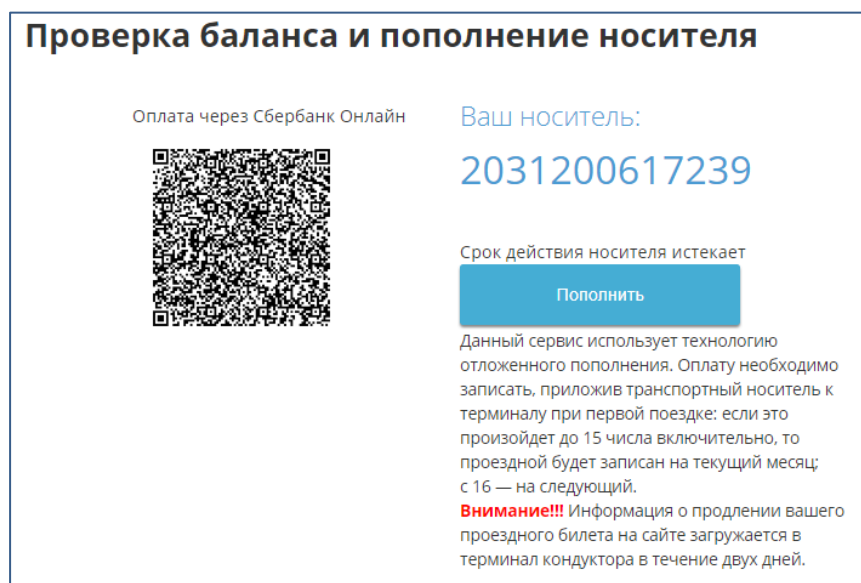 Проверка баланса и пополнение носителя
Оплата через Сбербанк Онлайн
Ваш носитель:
2031200617239
Срок действия носителя истекает
Пополнить
Данный сервис использует технологию
отложенного пополнения. Оплату необходимо
записать, приложив транспортный носитель к
терминалу при первой поездке: если это
произойдет до 15 числа включительно, то
проездной будет записан на текущий месяц;
с 16 — на следующий.
Внимание!!! Информация о продлении вашего
проездного билета на сайте загружается в
терминал кондуктора в течение двух дней.